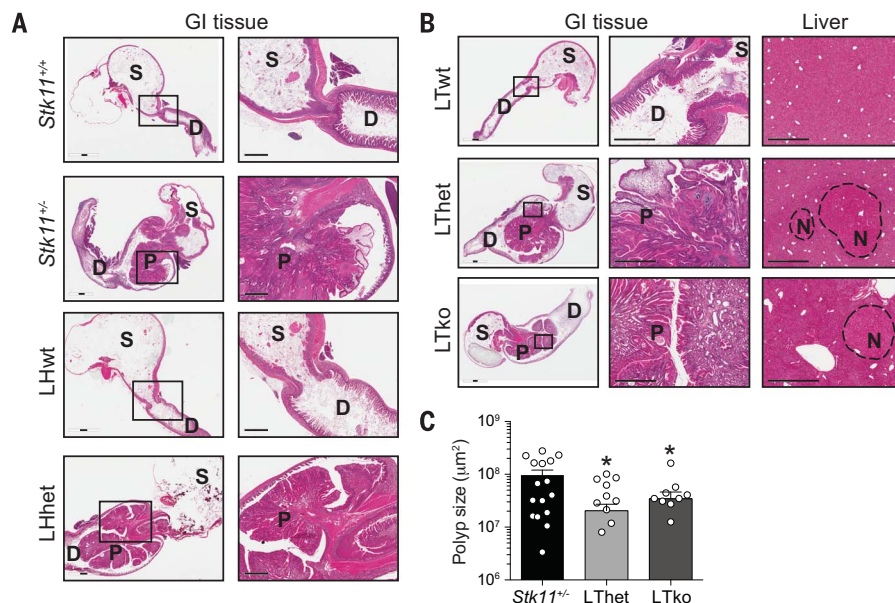 A
GI tissue
Stk11+/+
S
D
S
D
Stk11+/-
S
D
P
P
LHwt
S
D
S
D
LHhet
S
D
P
P
B
GI tissue
Liver
LTwt
S
D
S
D
LThet
S
D
P
N
N
LTko
D
S
P
P
N
C
Polyp size (µm²)
10⁹
10⁸
10⁷
10⁶
*
*
Stk11+/-
LThet
LTko